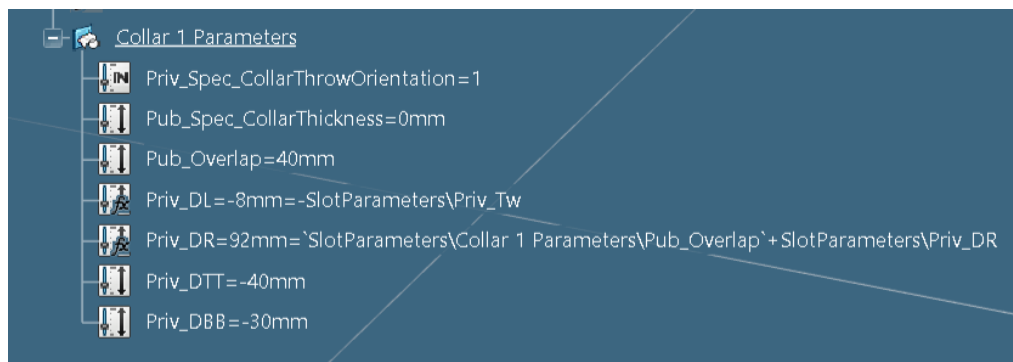 Collar 1 Parameters
IN Priv_Spec_CollarThrowOrientation=1
Pub_Spec_CollarThickness=0mm
Pub_Overlap=40mm
Priv_DL=-8mm=-SlotParameters\Priv_Tw
Priv_DR=92mm=`SlotParameters\Collar 1 Parameters\Pub_Overlap`+SlotParameters\Priv_DR
Priv_DTT=-40mm
Priv_DBB=-30mm